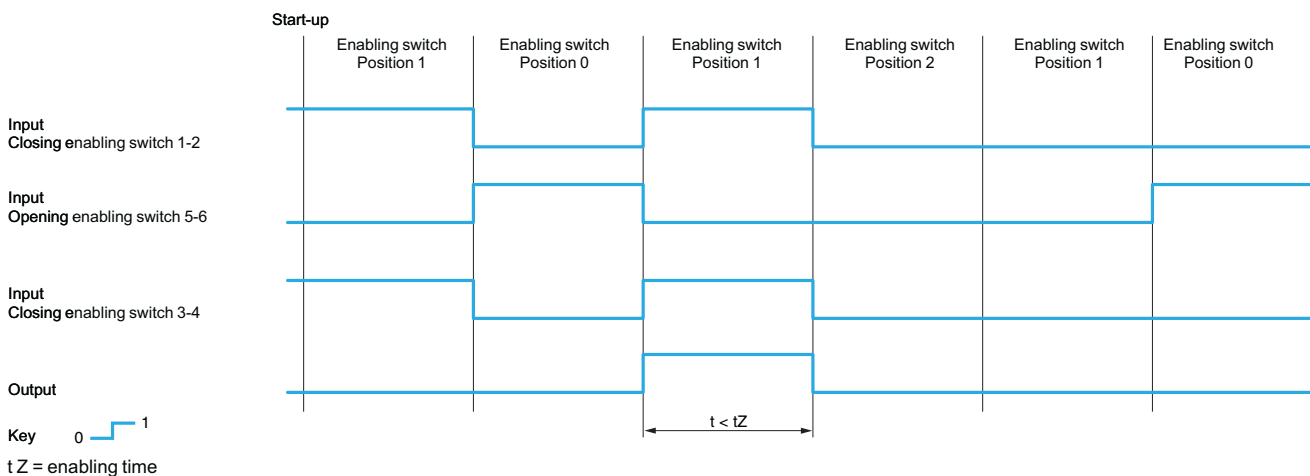 Start-up
Enabling switch
Position 1
Enabling switch
Position 0
Enabling switch
Position 1
Enabling switch
Position 2
Enabling switch
Position 1
Enabling switch
Position 0
Input
Closing enabling switch 1-2
Input
Opening enabling switch 5-6
Input
Closing enabling switch 3-4
Output
t < tZ
Key 0 1
t Z = enabling time